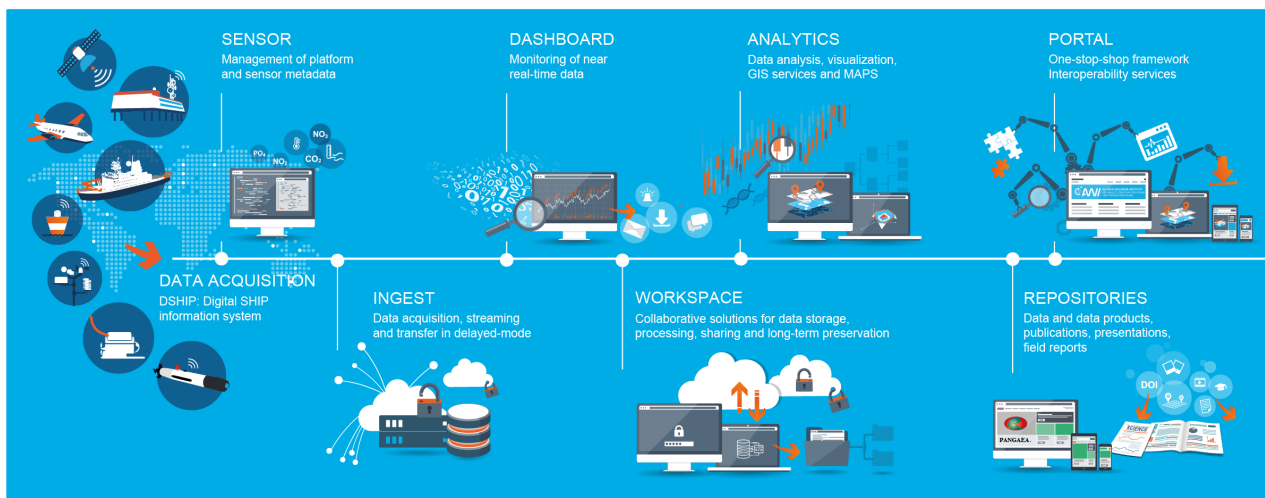 SENSOR
Management of platform
and sensor metadata
DASHBOARD
Monitoring of near
real-time data
ANALYTICS
Data analysis, visualization,
GIS services and MAPS
PORTAL
One-stop-shop framework
Interoperability services
PO₄
NO₂
NO₃
CO₂
AWI
DATA ACQUISITION
DSHIP: Digital SHIP
information system
INGEST
Data acquisition, streaming
and transfer in delayed-mode
WORKSPACE
Collaborative solutions for data storage,
processing, sharing and long-term preservation
REPOSITORIES
Data and data products,
publications, presentations,
field reports
DOI
PANGAEA.
SCIENCE